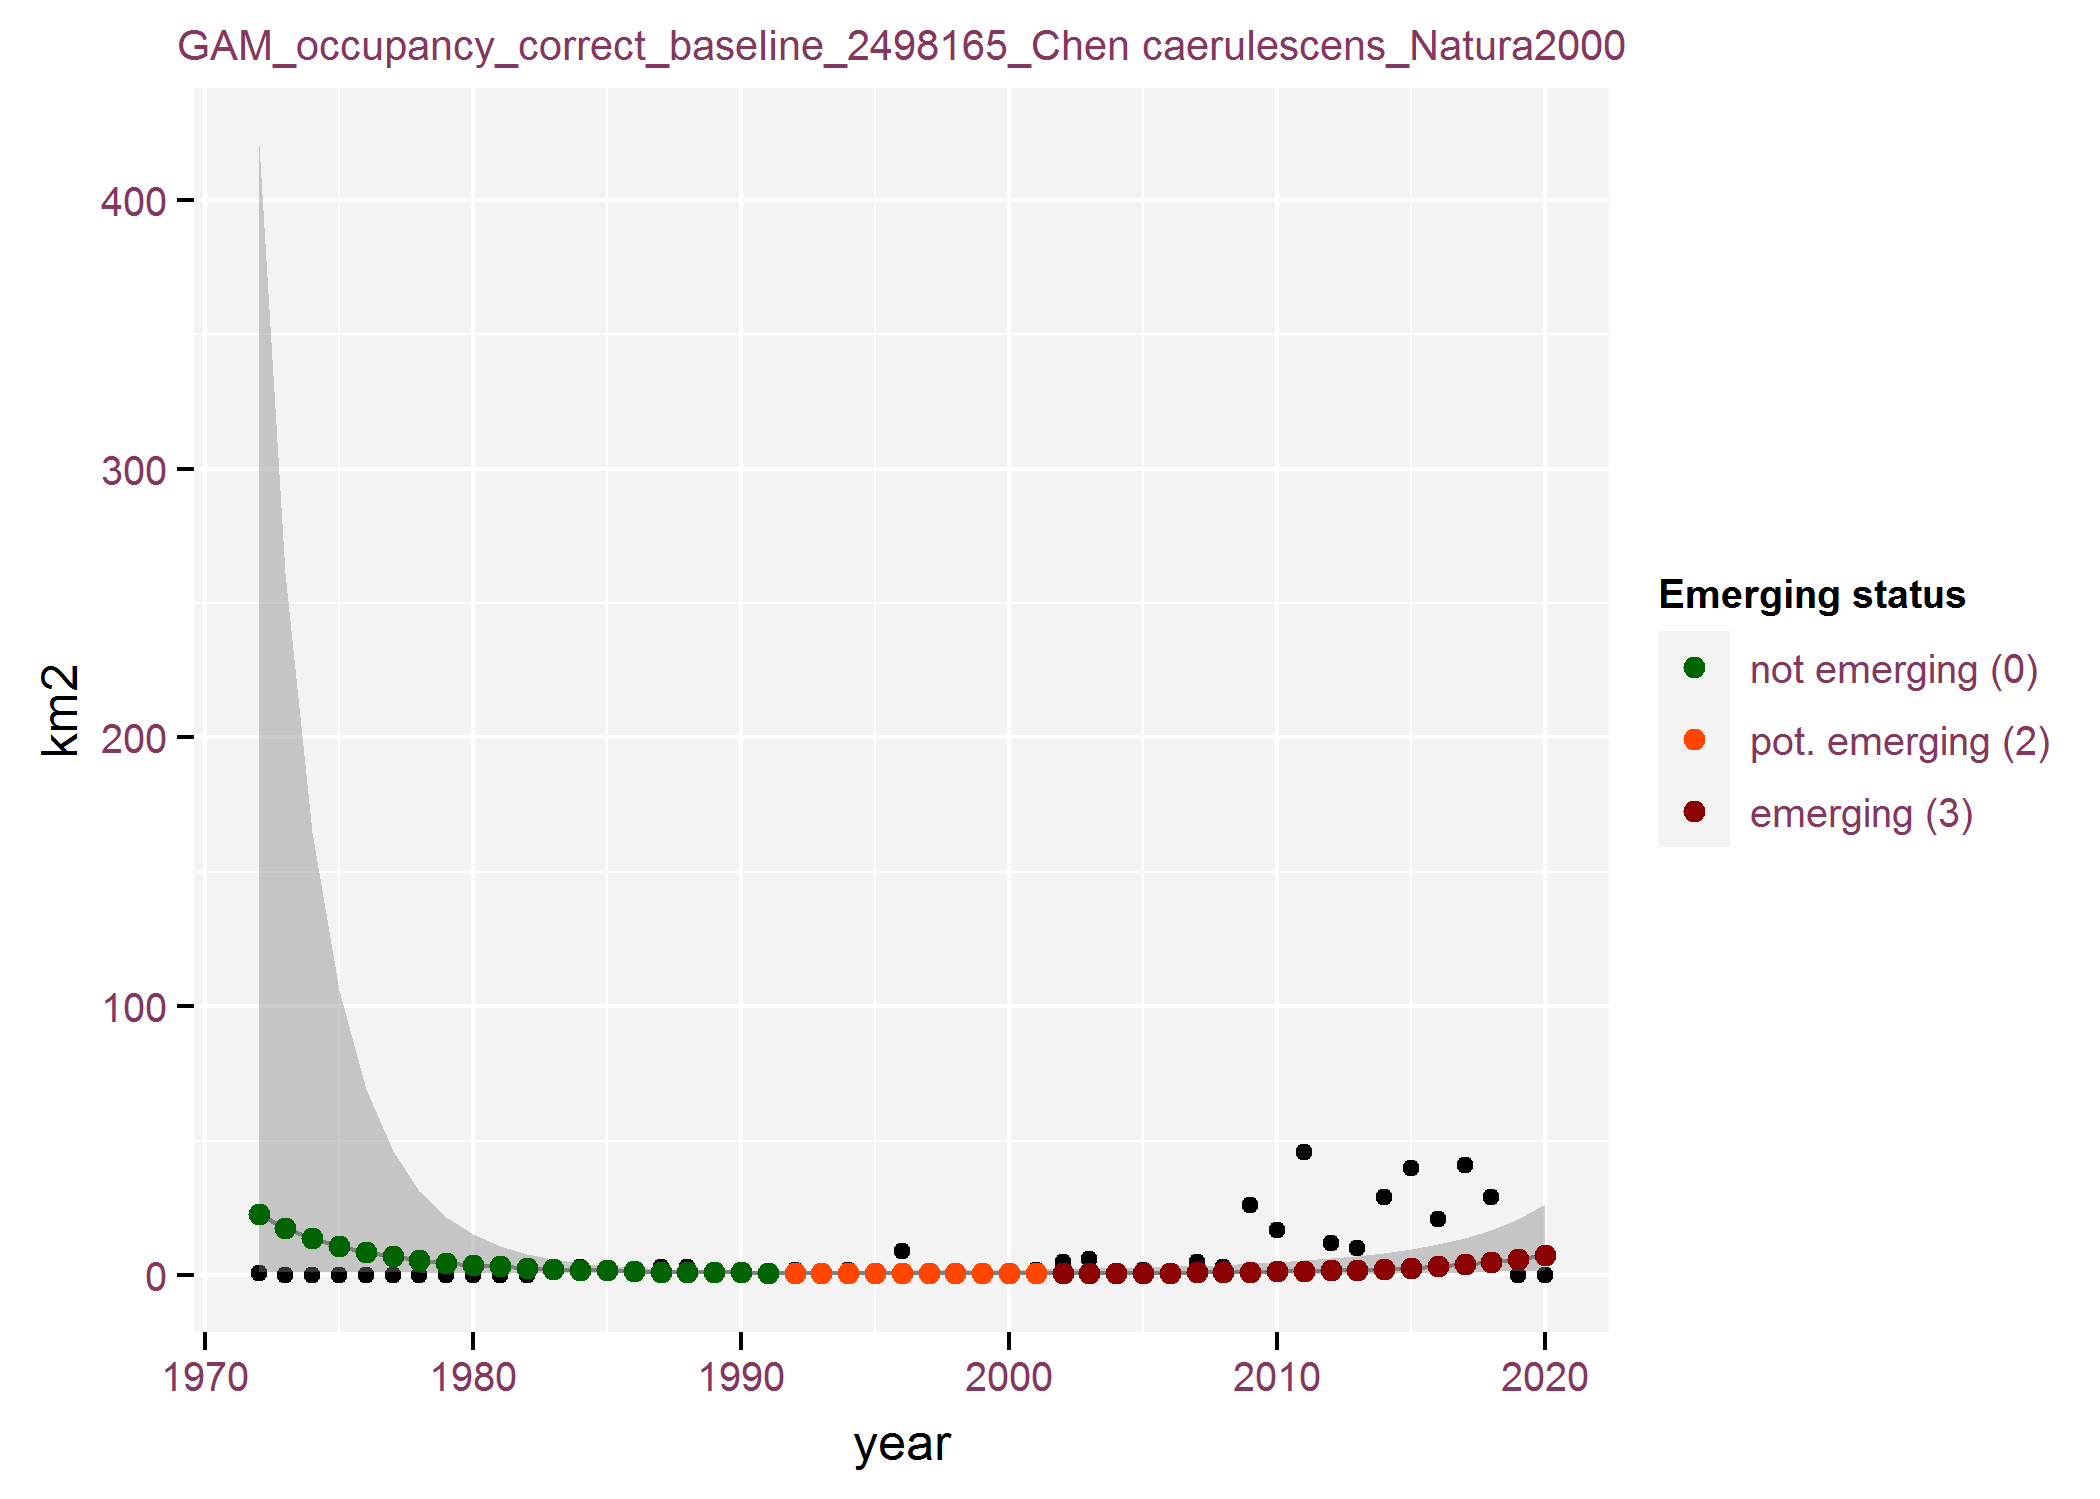 GAM_occupancy_correct_baseline_2498165_Chen caerulescens_Natura2000
km2
400
300
200
100
0
1970
1980
1990
2000
2010
2020
year
Emerging status
not emerging (0)
pot. emerging (2)
emerging (3)